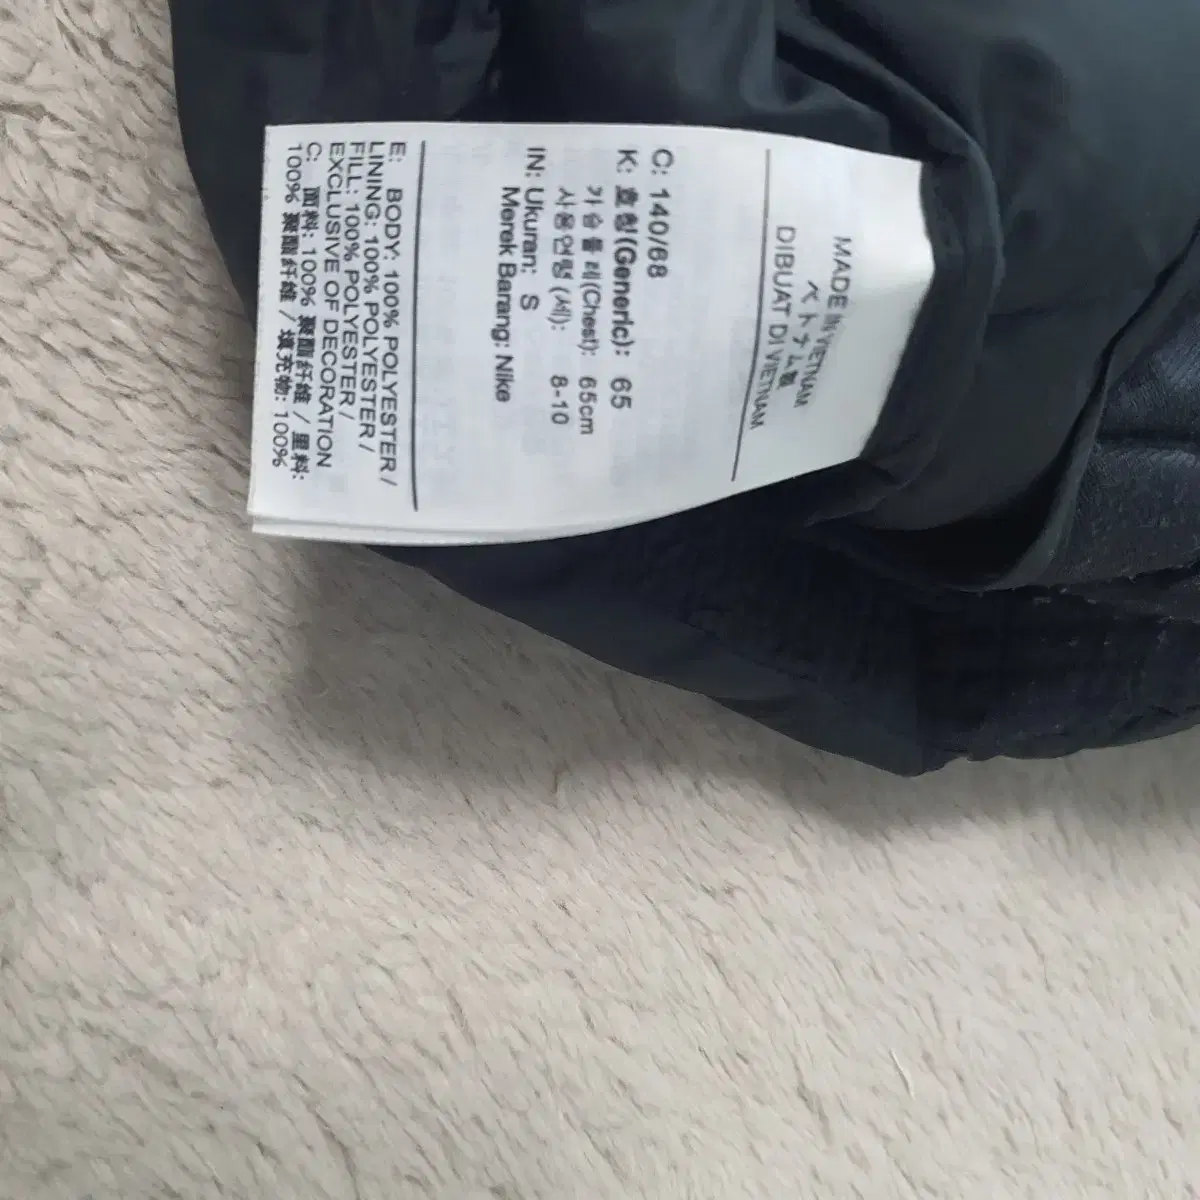 MADE IN VIETNAM
ベトナム製
DIBUAT DI VIETNAM
C: 140/68
K: 호칭(Generic): 65
가슴둘레(Chest): 65cm
사용연령(세): 8-10
IN: Ukuran: S
Merek Barang: Nike
E: BODY: 100% POLYESTER/
LINING: 100% POLYESTER/
FILL: 100% POLYESTER/
EXCLUSIVE OF DECORATION
C: 面料: 100% 聚酯纤维 / 里料:
100% 聚酯纤维 / 填充物: 100%